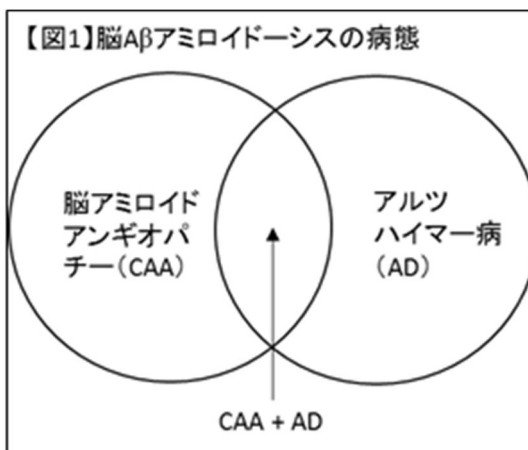 【図1】脳Aβアミロイドーシスの病態
脳アミロイド
アンギオパ
チー(CAA)
アルツ
ハイマー病
(AD)
CAA + AD